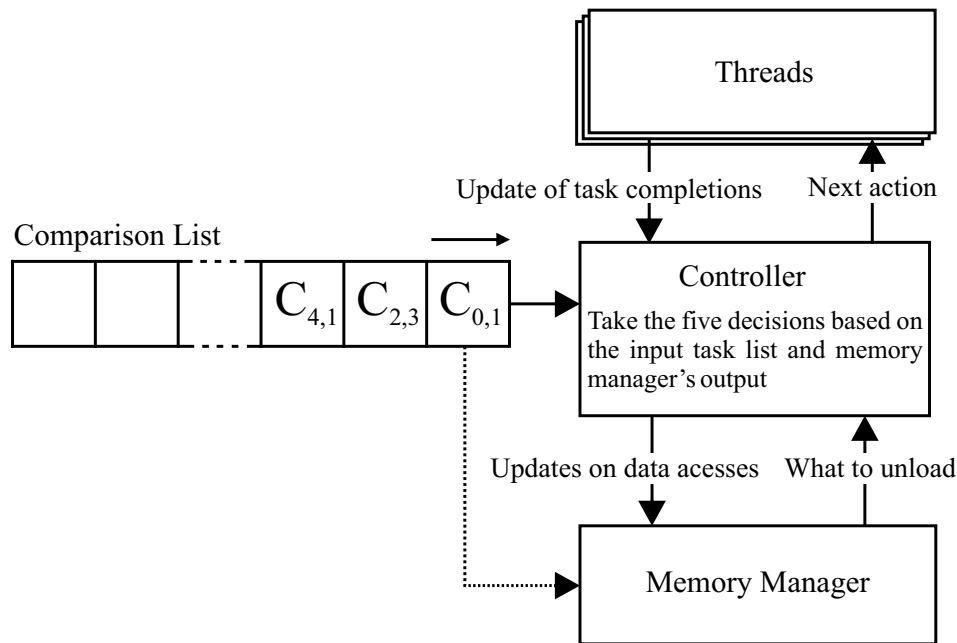 Threads
Update of task completions
Next action
Comparison List
C4,1
C2,3
C0,1
Controller
Take the five decisions based on
the input task list and memory
manager's output
Updates on data acesses
What to unload
Memory Manager